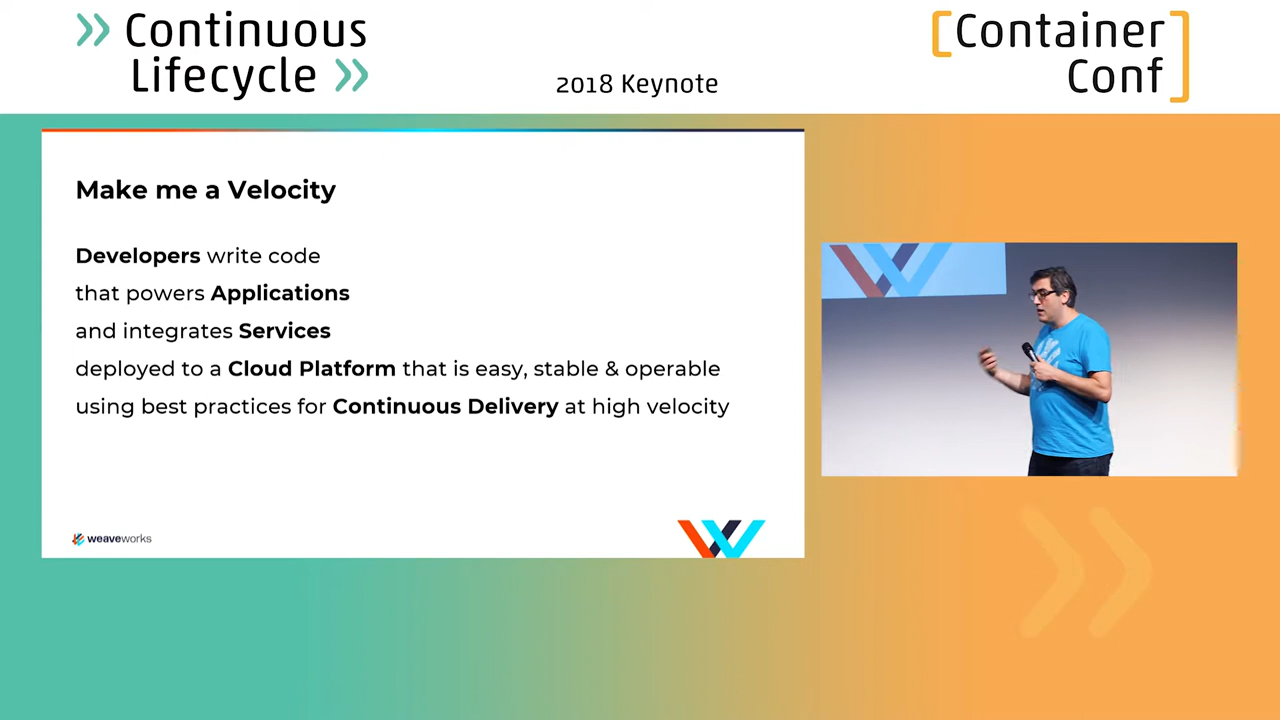 Continuous
Lifecycle
2018 Keynote
Container
Conf
Make me a Velocity
Developers write code
that powers Applications
and integrates Services
deployed to a Cloud Platform that is easy, stable & operable
using best practices for Continuous Delivery at high velocity
weaveworks